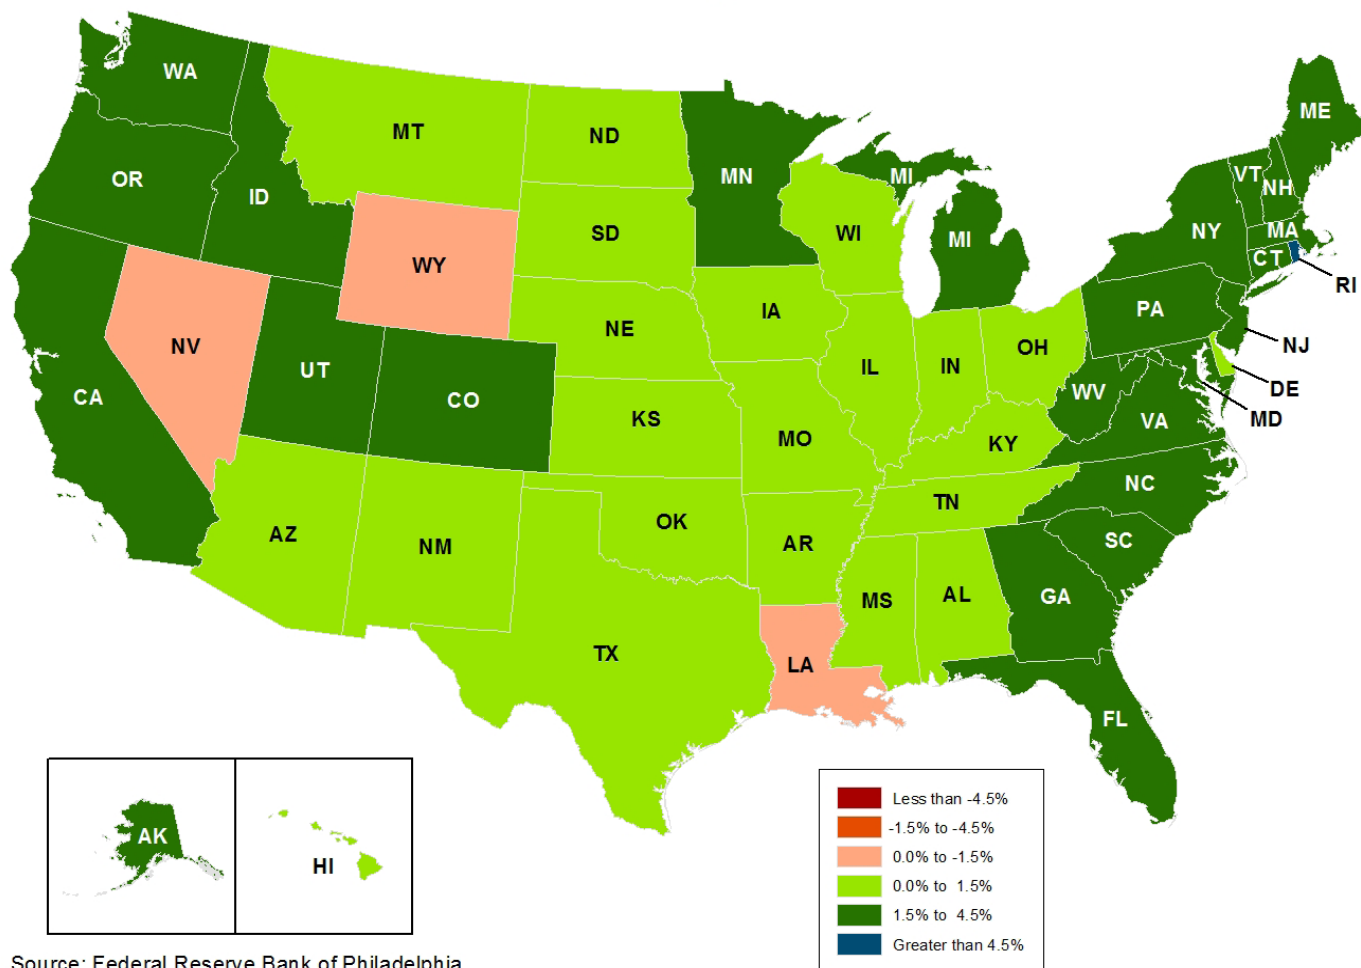 WA
ME
MT
ND
MN
MI
VT
NH
OR
ID
SD
WI
MI
NY
MA
CT
WY
RI
NE
IA
PA
NV
UT
CO
IL
IN
OH
NJ
CA
DE
WV
MD
KS
MO
KY
VA
NC
TN
AZ
NM
OK
AR
SC
MS
AL
GA
TX
LA
FL
AK
HI
Less than -4.5%
-1.5% to -4.5%
0.0% to -1.5%
0.0% to 1.5%
1.5% to 4.5%
Greater than 4.5%
Source: Federal Reserve Bank of Philadelphia